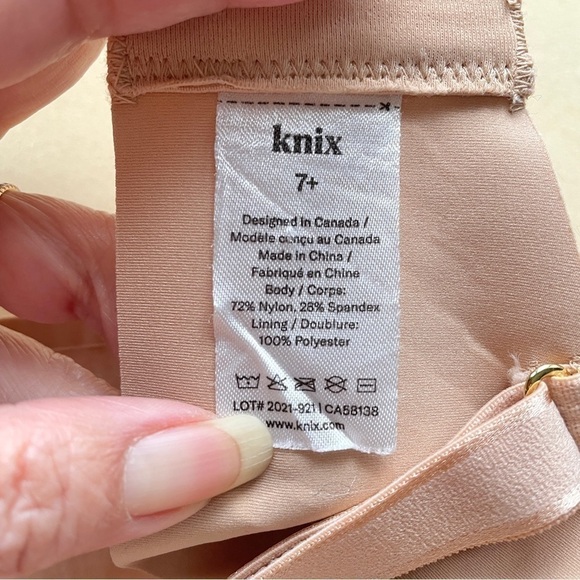 knix
7+
Designed in Canada /
Modèle conçu au Canada
Made in China /
Fabriqué en Chine
Body / Corps:
72% Nylon, 28% Spandex
Lining / Doublure:
100% Polyester
LOT# 2021-921 | CA58138
www.knix.com